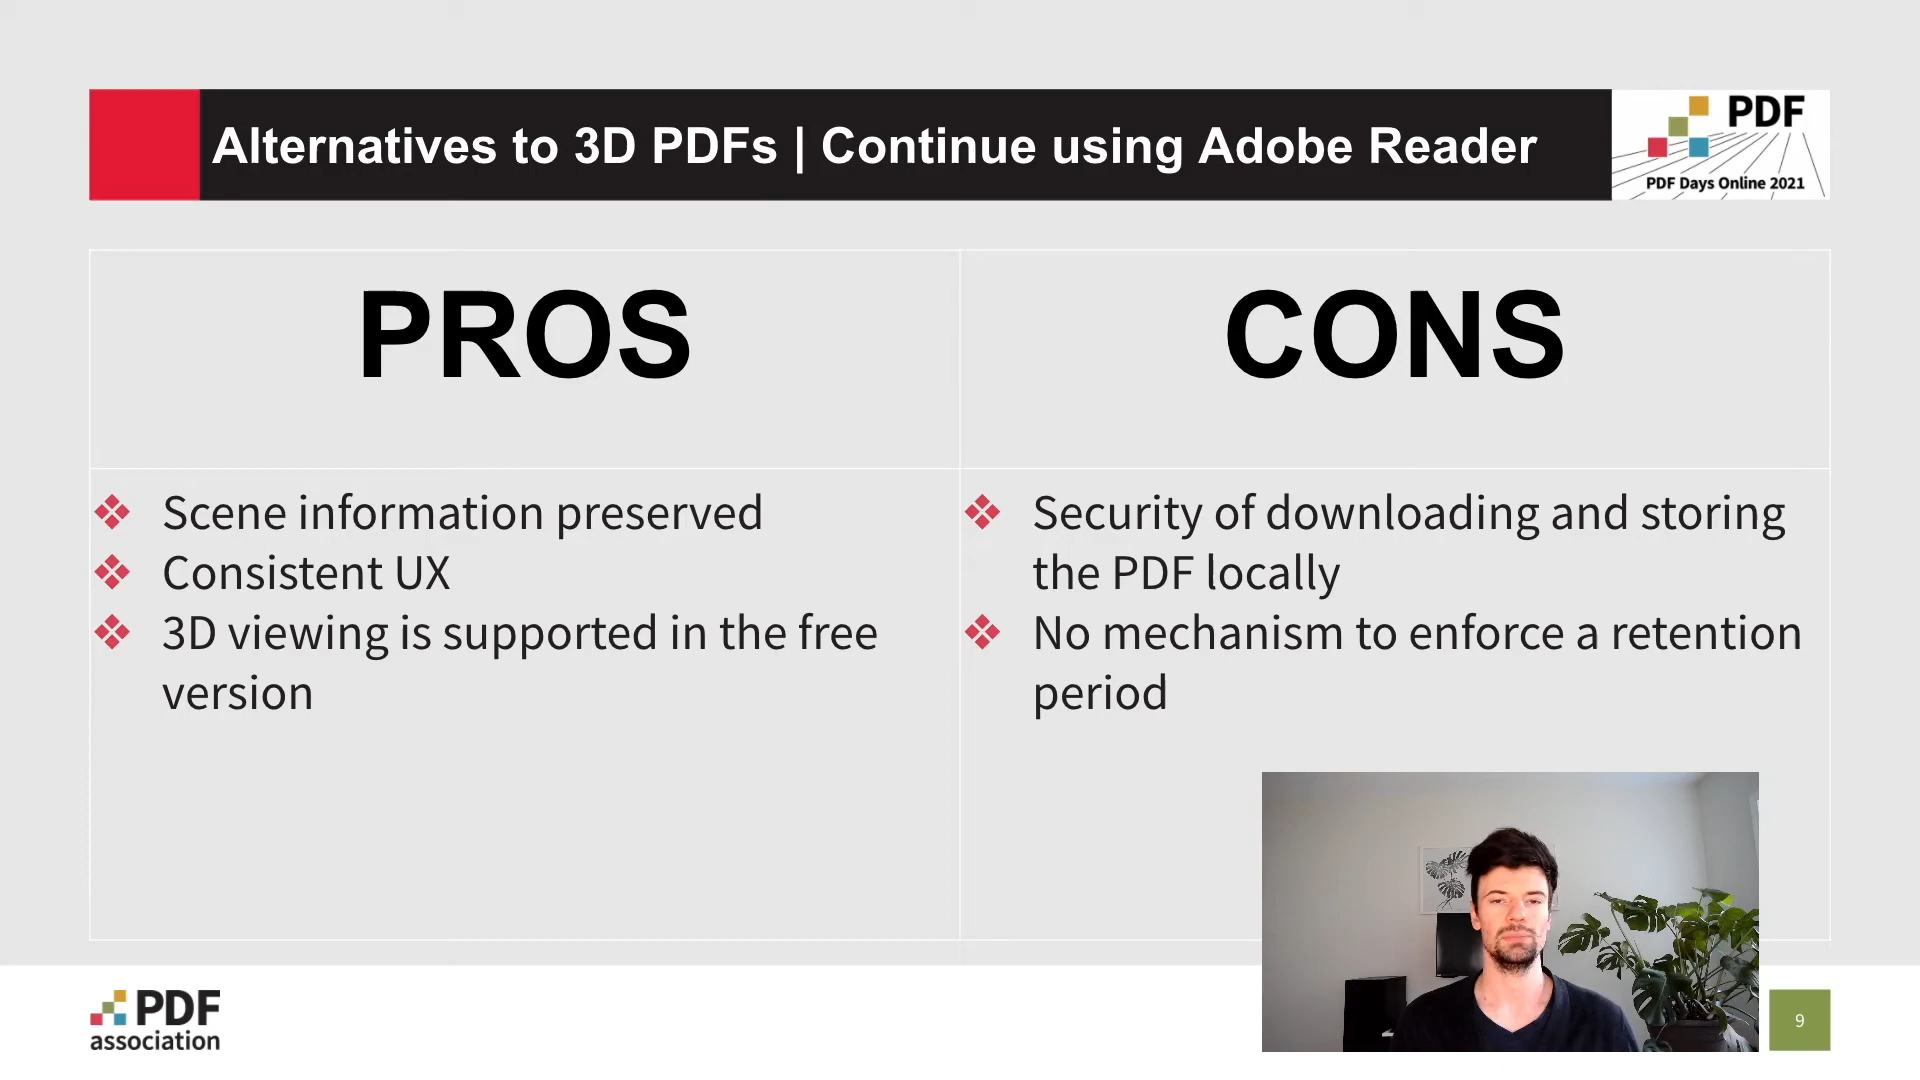 Alternatives to 3D PDFs | Continue using Adobe Reader
PDF
PDF Days Online 2021
PROS
CONS
Scene information preserved
Consistent UX
3D viewing is supported in the free
version
Security of downloading and storing
the PDF locally
No mechanism to enforce a retention
period
PDF
association
9